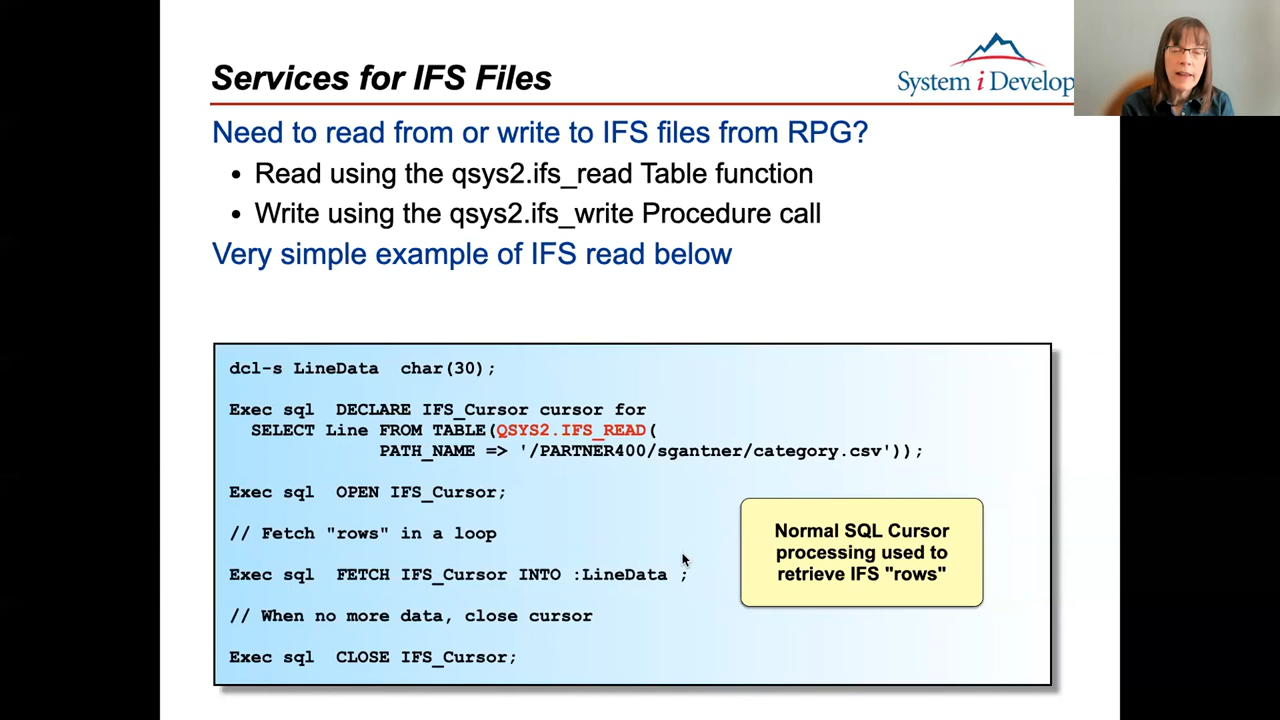 Services for IFS Files
System i Develop
Need to read from or write to IFS files from RPG?
• Read using the qsys2.ifs_read Table function
• Write using the qsys2.ifs_write Procedure call
Very simple example of IFS read below
dcl-s LineData  char(30);
Exec sql  DECLARE IFS_Cursor cursor for
SELECT Line FROM TABLE(QSYS2.IFS_READ(
PATH_NAME => '/PARTNER400/sgantner/category.csv'));
Exec sql  OPEN IFS_Cursor;
// Fetch "rows" in a loop
Exec sql  FETCH IFS_Cursor INTO :LineData ;
// When no more data, close cursor
Exec sql  CLOSE IFS_Cursor;
Normal SQL Cursor
processing used to
retrieve IFS "rows"